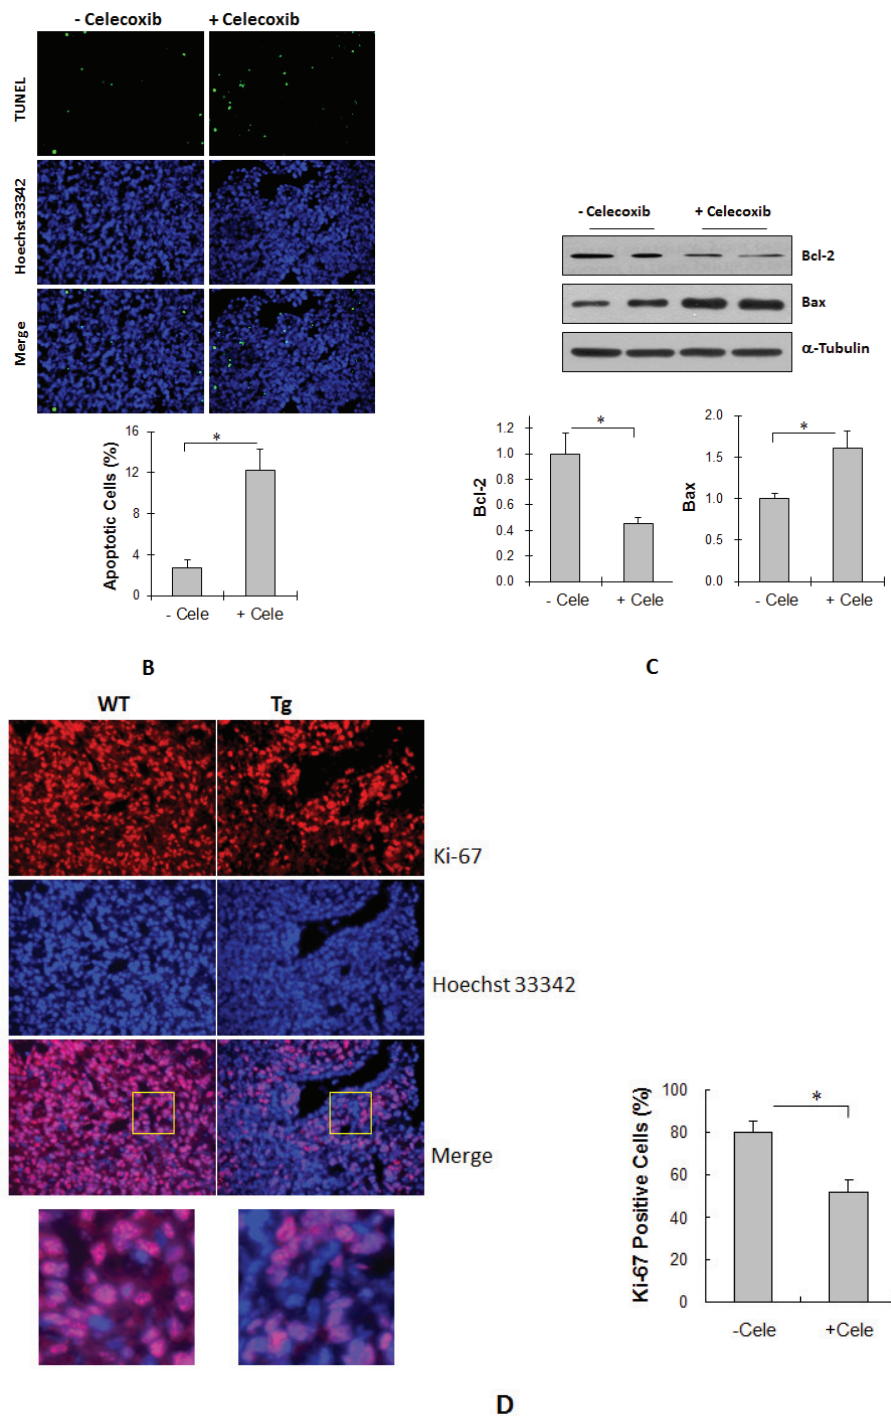 - Celecoxib + Celecoxib
TUNEL
Hoechst 33342
Merge
*
16
12
8
4
0
Apoptotic Cells (%)
- Cele + Cele
B
- Celecoxib + Celecoxib
Bcl-2
Bax
α-Tubulin
*
1.2
1.0
0.8
0.6
0.4
0.2
0.0
Bcl-2
- Cele + Cele
*
2.0
1.5
1.0
0.5
0.0
Bax
- Cele + Cele
C
WT Tg
Ki-67
Hoechst 33342
Merge
*
100
80
60
40
20
0
Ki-67 Positive Cells (%)
-Cele +Cele
D